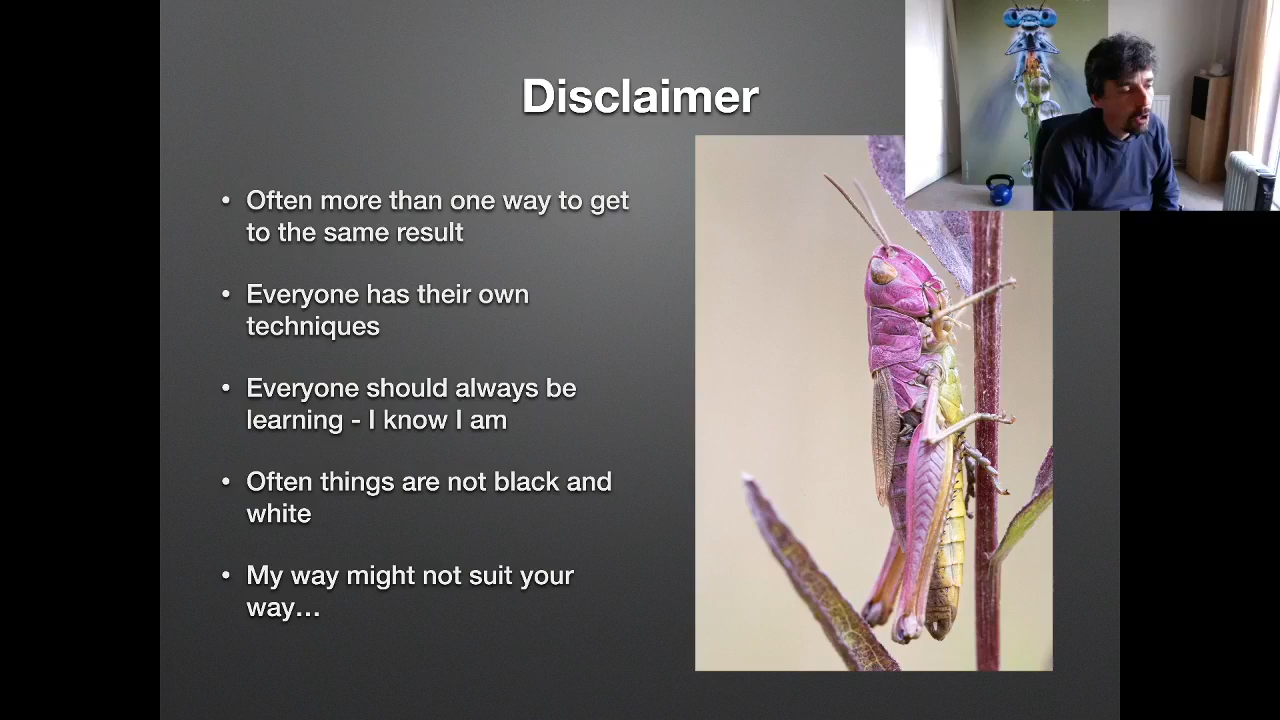 Disclaimer
• Often more than one way to get
to the same result
• Everyone has their own
techniques
• Everyone should always be
learning - I know I am
• Often things are not black and
white
• My way might not suit your
way…